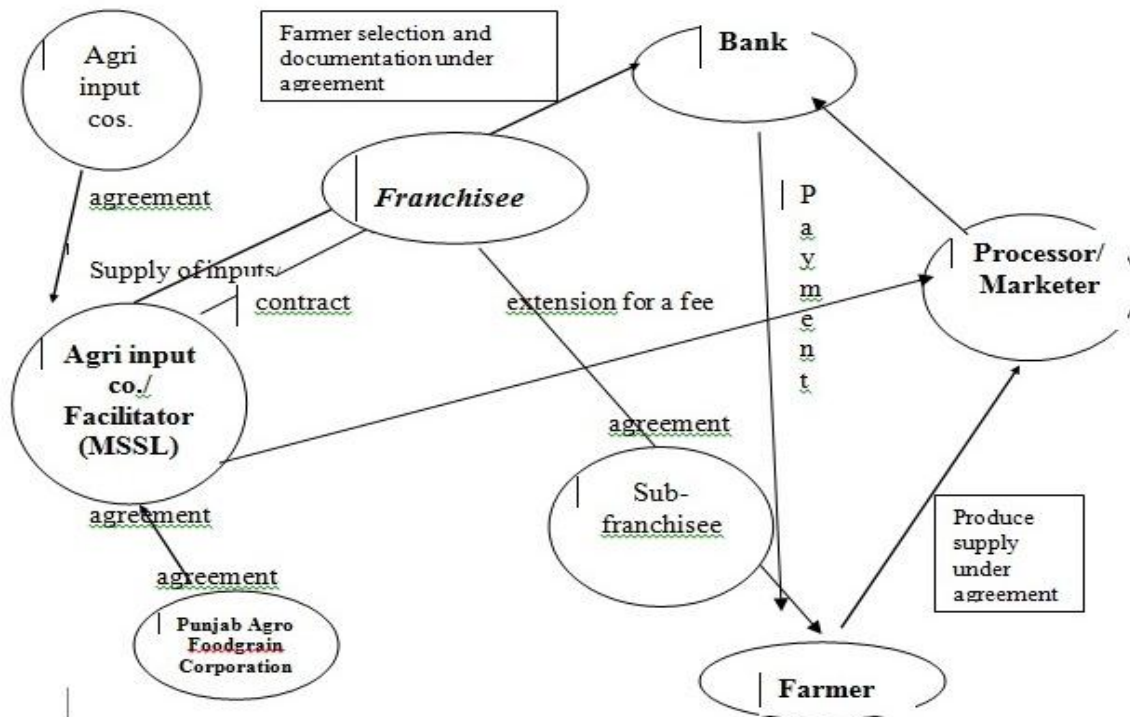 Agri
input
cos.
Farmer selection and
documentation under
agreement
Bank
Franchisee
agreement
Supply of inputs/
contract
extension for a fee
P
a
y
m
e
n
t
Processor/
Marketer
Agri input
co./
Facilitator
(MSSL)
agreement
agreement
Sub-
franchisee
Produce
supply
under
agreement
agreement
Punjab Agro
Foodgrain
Corporation
Farmer